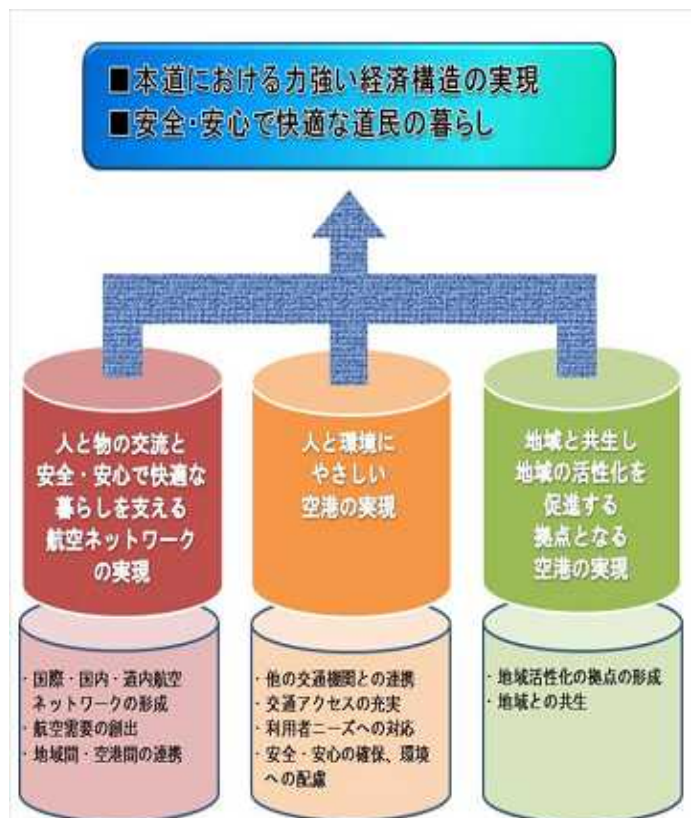 ■本道における力強い経済構造の実現
■安全・安心で快適な道民の暮らし
人と物の交流と
安全・安心で快適な
暮らしを支える
航空ネットワーク
の実現
人と環境に
やさしい
空港の実現
地域と共生し
地域の活性化を
促進する
拠点となる
空港の実現
・国際・国内・道内航空
ネットワークの形成
・航空需要の創出
・地域間・空港間の連携
・他の交通機関との連携
・交通アクセスの充実
・利用者ニーズへの対応
・安全・安心の確保、環境
への配慮
・地域活性化の拠点の形成
・地域との共生